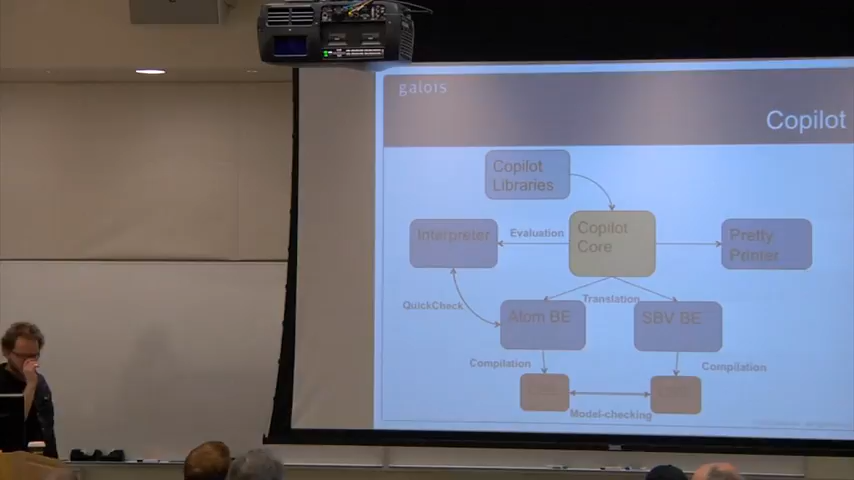 galois
Copilot
Copilot
Libraries
Interpreter
Evaluation
Copilot
Core
Pretty
Printer
QuickCheck
Translation
Atom BE
SBV BE
Compilation
Compilation
Model-checking